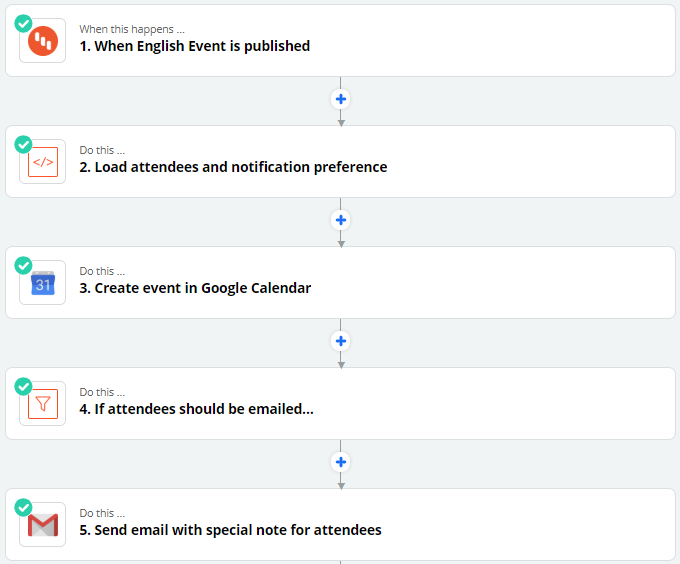 When this happens ...
1. When English Event is published
Do this ...
2. Load attendees and notification preference
</>
Do this ...
3. Create event in Google Calendar
31
Do this ...
4. If attendees should be emailed...
Do this ...
5. Send email with special note for attendees